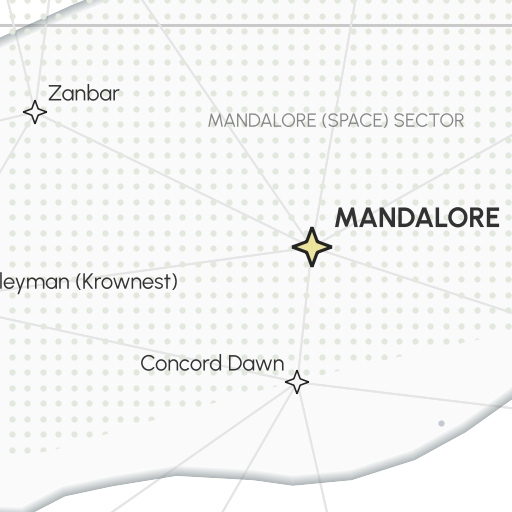 Zanbar
MANDALORE (SPACE) SECTOR
MANDALORE
leyman (Krownest)
Concord Dawn